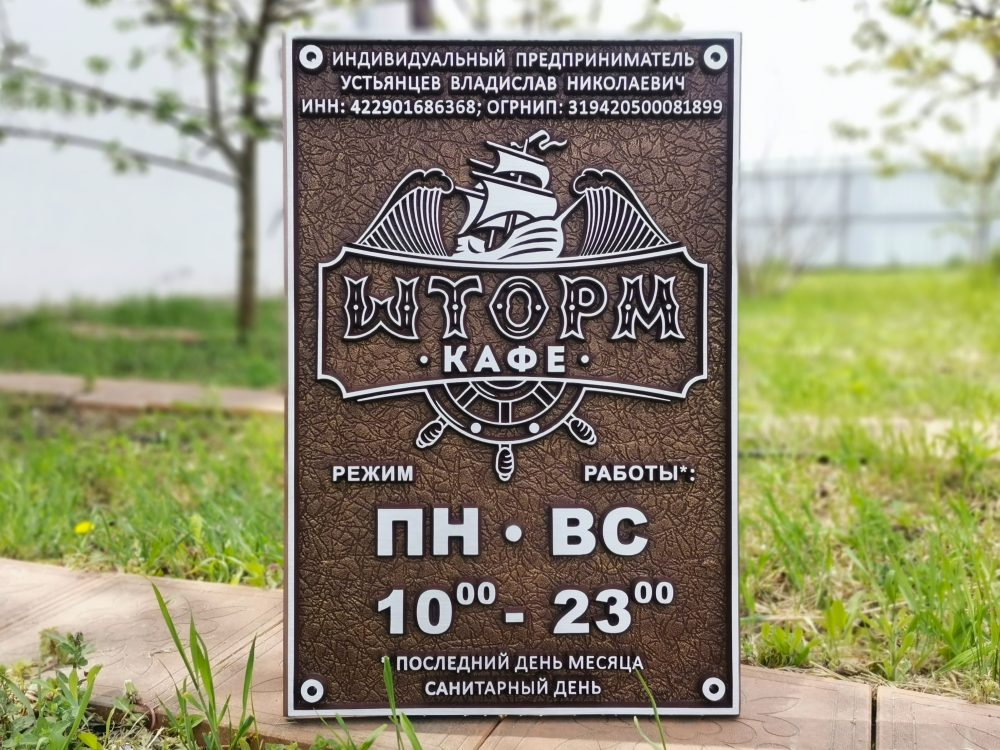 ИНДИВИДУАЛЬНЫЙ ПРЕДПРИНИМАТЕЛЬ
УСТЬЯНЦЕВ ВЛАДИСЛАВ НИКОЛАЕВИЧ
ИНН: 422901686368; ОГРНИП: 319420500081899
ШТОРМ
• КАФЕ •
РЕЖИМ РАБОТЫ*:
ПН • ВС
10⁰⁰ - 23⁰⁰
* ПОСЛЕДНИЙ ДЕНЬ МЕСЯЦА
САНИТАРНЫЙ ДЕНЬ